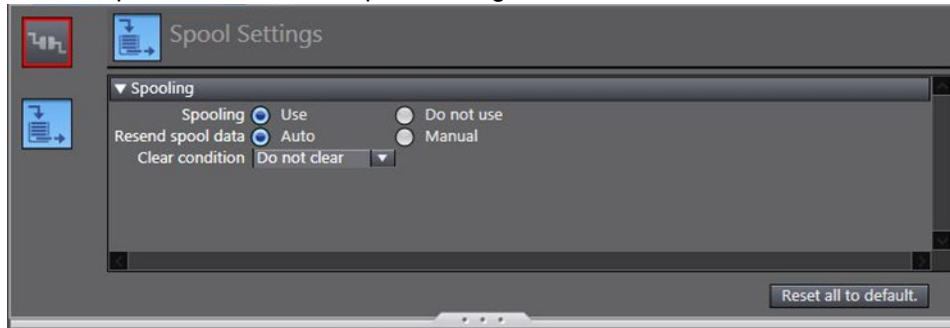 Spool Settings
▼ Spooling
Spooling Use Do not use
Resend spool data Auto Manual
Clear condition Do not clear
Reset all to default.